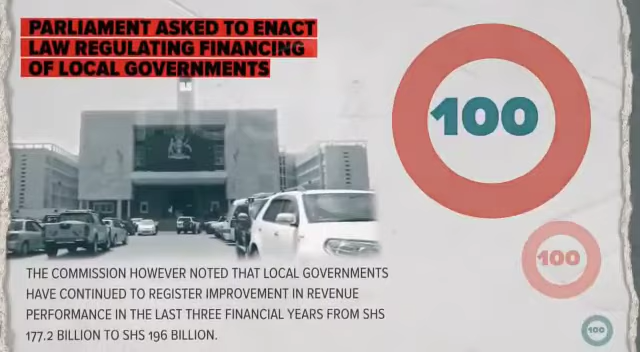 PARLIAMENT ASKED TO ENACT
LAW REGULATING FINANCING
OF LOCAL GOVERNMENTS
100
100
100
THE COMMISSION HOWEVER NOTED THAT LOCAL GOVERNMENTS
HAVE CONTINUED TO REGISTER IMPROVEMENT IN REVENUE
PERFORMANCE IN THE LAST THREE FINANCIAL YEARS FROM SHS
177.2 BILLION TO SHS 196 BILLION.